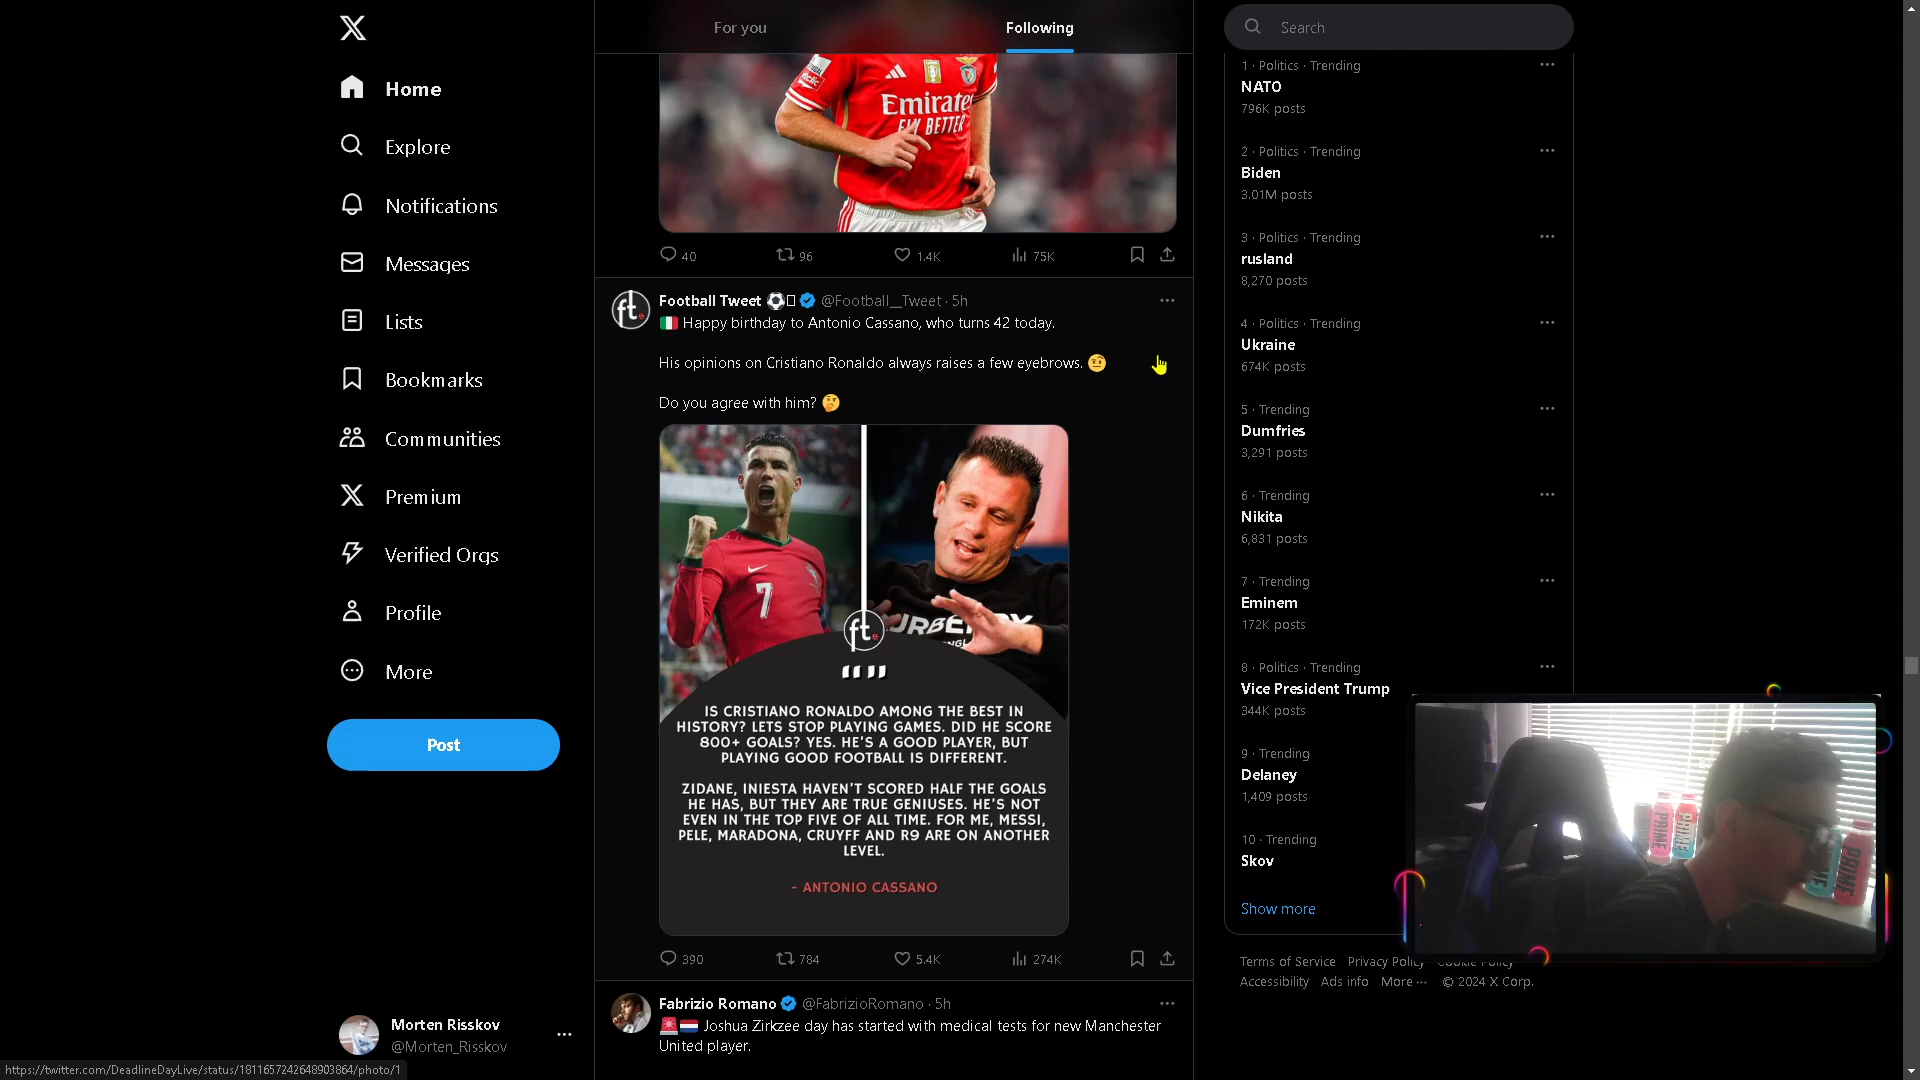 For you
Following
Search
Home
Explore
Notifications
Messages
Lists
Bookmarks
Communities
Premium
Verified Orgs
Profile
More
Post
Morten Risskov
@Morten_Risskov
https://twitter.com/DeadlineDayLive/status/1811657242648903864/photo/1
Emirates
FLY BETTER
40 96 1.4K 75K
ft.
Football Tweet @Football__Tweet · 5h
Happy birthday to Antonio Cassano, who turns 42 today.
His opinions on Cristiano Ronaldo always raises a few eyebrows.
Do you agree with him?
7
ft.
IS CRISTIANO RONALDO AMONG THE BEST IN
HISTORY? LETS STOP PLAYING GAMES. DID HE SCORE
800+ GOALS? YES. HE'S A GOOD PLAYER, BUT
PLAYING GOOD FOOTBALL IS DIFFERENT.
ZIDANE, INIESTA HAVEN'T SCORED HALF THE GOALS
HE HAS, BUT THEY ARE TRUE GENIUSES. HE'S NOT
EVEN IN THE TOP FIVE OF ALL TIME. FOR ME, MESSI,
PELE, MARADONA, CRUYFF AND R9 ARE ON ANOTHER
LEVEL.
- ANTONIO CASSANO
390 784 5.4K 274K
Fabrizio Romano @FabrizioRomano · 5h
Joshua Zirkzee day has started with medical tests for new Manchester
United player.
1 · Politics · Trending
NATO
796K posts
2 · Politics · Trending
Biden
3.01M posts
3 · Politics · Trending
rusland
8,270 posts
4 · Politics · Trending
Ukraine
674K posts
5 · Trending
Dumfries
3,291 posts
6 · Trending
Nikita
6,831 posts
7 · Trending
Eminem
172K posts
8 · Politics · Trending
Vice President Trump
344K posts
9 · Trending
Delaney
1,409 posts
10 · Trending
Skov
Show more
PRIME
PRIME
PRIME
Terms of Service Privacy Policy Cookie Policy
Accessibility Ads info More ··· © 2024 X Corp.